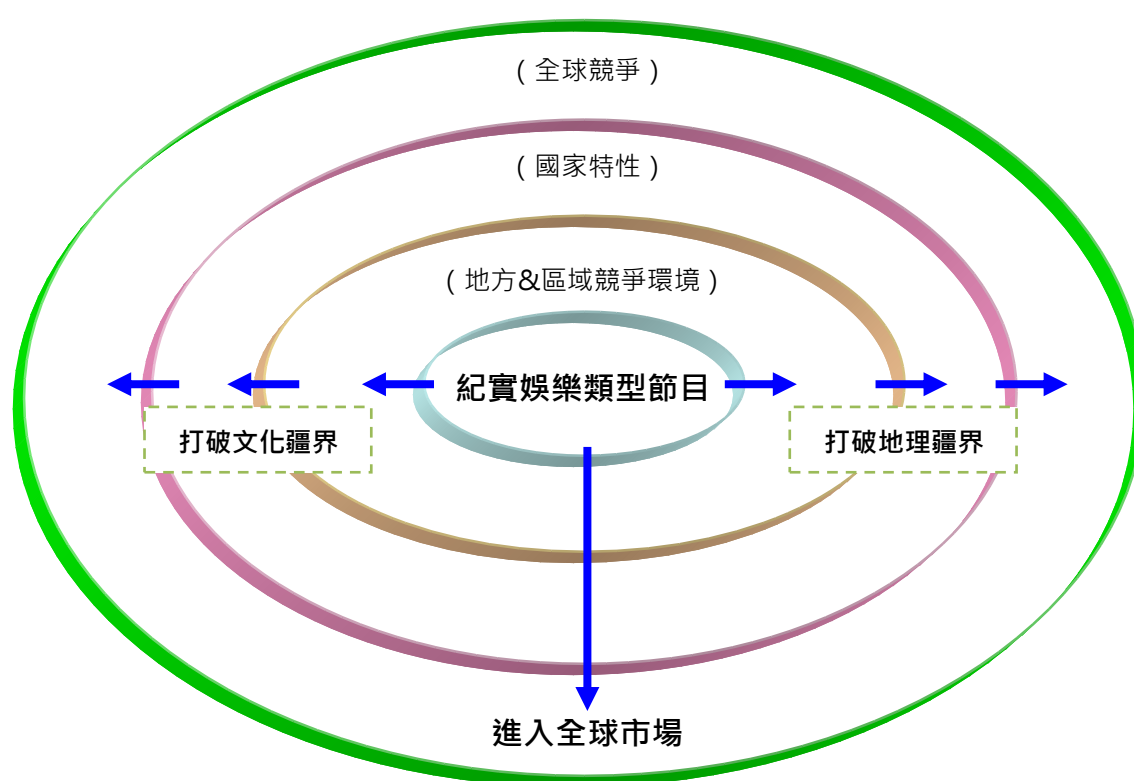 （全球競爭）
（國家特性）
（地方&區域競爭環境）
紀實娛樂類型節目
打破文化疆界
打破地理疆界
進入全球市場